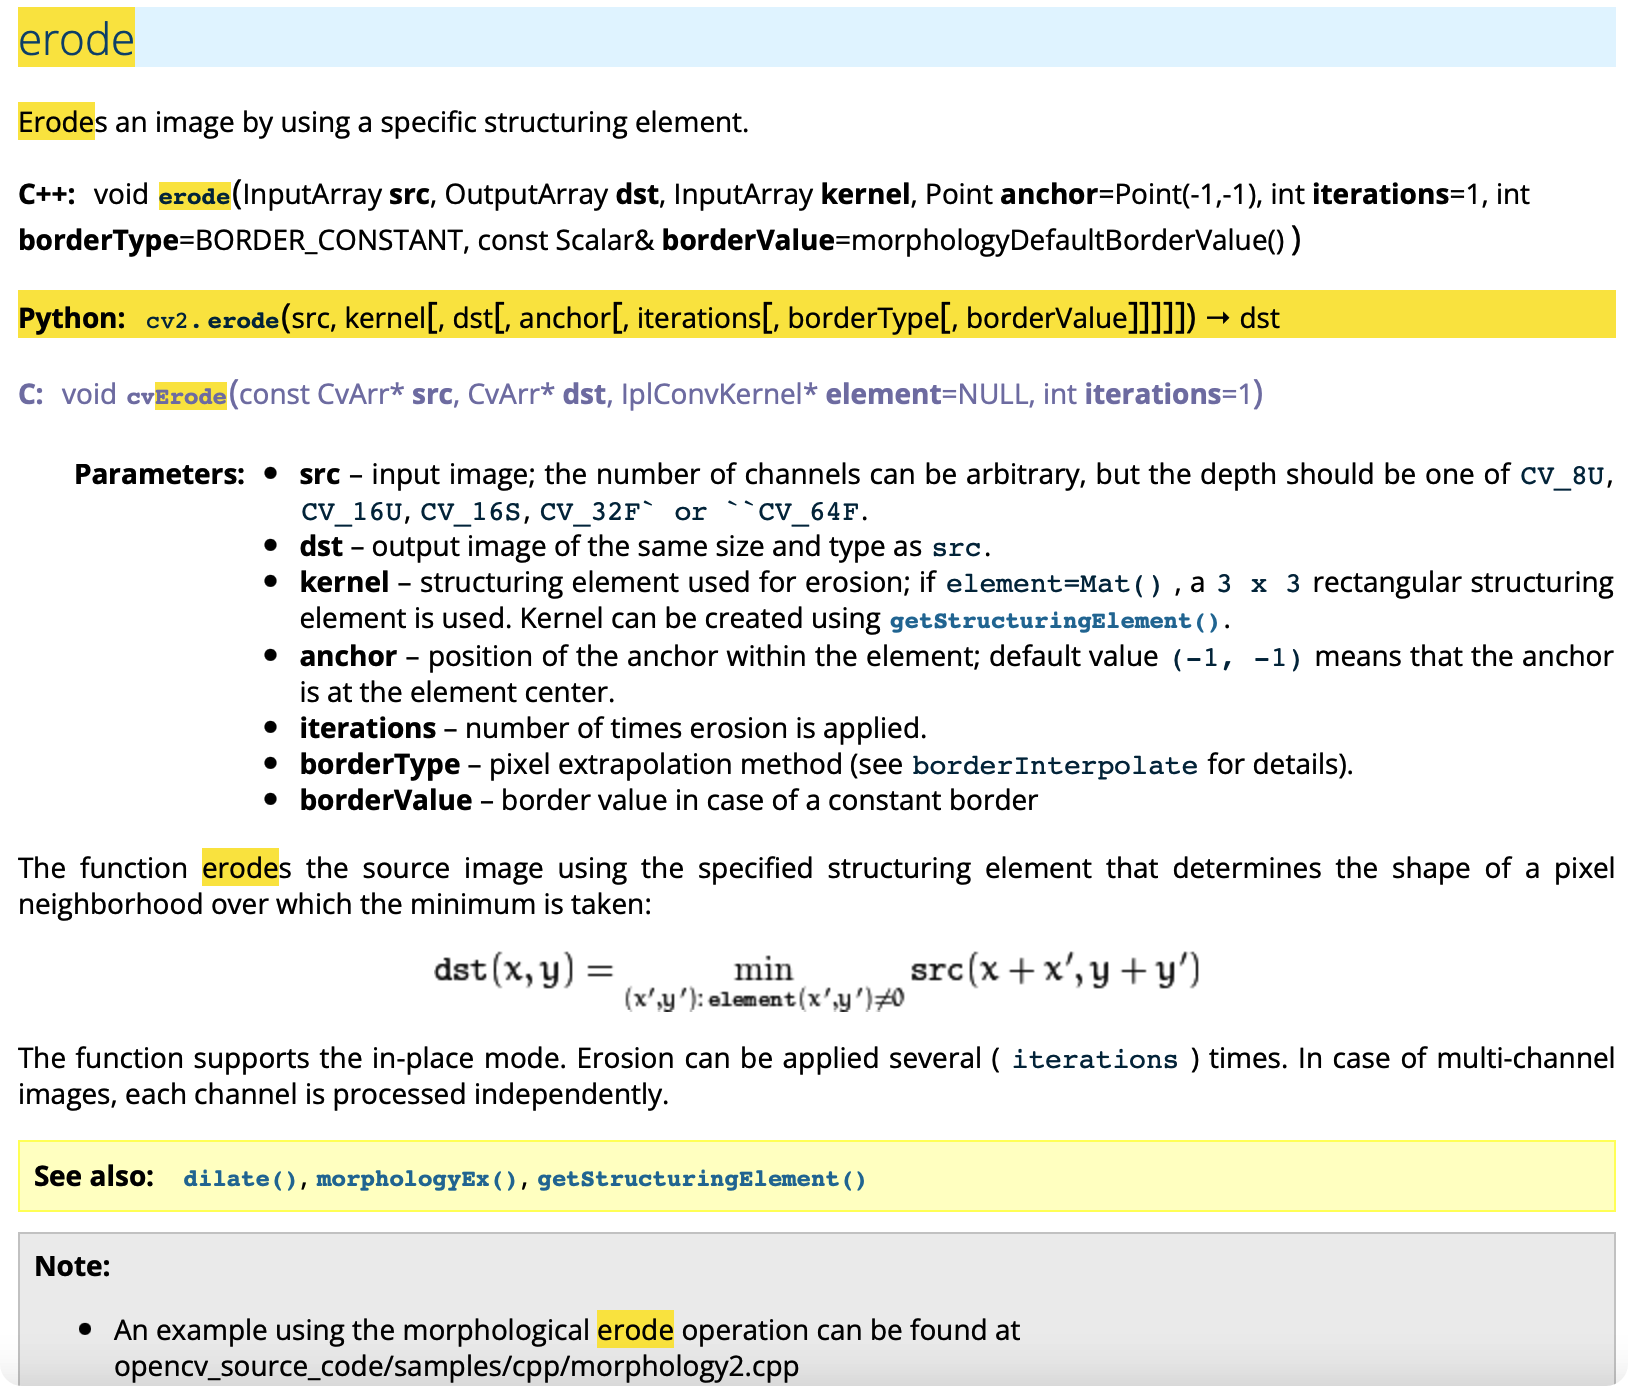 erode
Erodes an image by using a specific structuring element.
C++: void erode(InputArray src, OutputArray dst, InputArray kernel, Point anchor=Point(-1,-1), int iterations=1, int
borderType=BORDER_CONSTANT, const Scalar& borderValue=morphologyDefaultBorderValue() )
Python: cv2.erode(src, kernel[, dst[, anchor[, iterations[, borderType[, borderValue]]]]]) → dst
C: void cvErode(const CvArr* src, CvArr* dst, IplConvKernel* element=NULL, int iterations=1)
Parameters: • src – input image; the number of channels can be arbitrary, but the depth should be one of CV_8U,
CV_16U, CV_16S, CV_32F` or ``CV_64F.
• dst – output image of the same size and type as src.
• kernel – structuring element used for erosion; if element=Mat() , a 3 x 3 rectangular structuring
element is used. Kernel can be created using getStructuringElement().
• anchor – position of the anchor within the element; default value (-1, -1) means that the anchor
is at the element center.
• iterations – number of times erosion is applied.
• borderType – pixel extrapolation method (see borderInterpolate for details).
• borderValue – border value in case of a constant border
The function erodes the source image using the specified structuring element that determines the shape of a pixel
neighborhood over which the minimum is taken:
dst(x, y) = min src(x + x′, y + y′)
(x′,y′): element(x′,y′)≠0
The function supports the in-place mode. Erosion can be applied several ( iterations ) times. In case of multi-channel
images, each channel is processed independently.
See also: dilate(), morphologyEx(), getStructuringElement()
Note:
• An example using the morphological erode operation can be found at
opencv_source_code/samples/cpp/morphology2.cpp